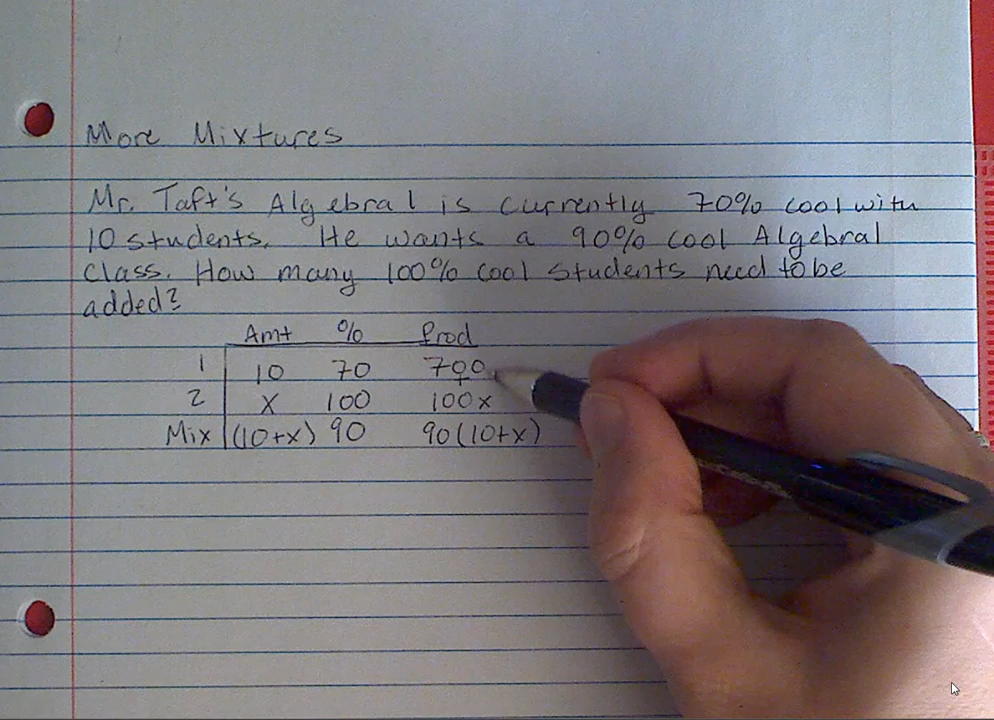 More Mixtures
Mr. Taft's Algebra 1 is currently 70% cool with
10 students. He wants a 90% cool Algebra 1
class. How many 100% cool students need to be
added?
Amt % Prod
1 10 70 700
+
2 x 100 100x
Mix (10+x) 90 90(10+x)